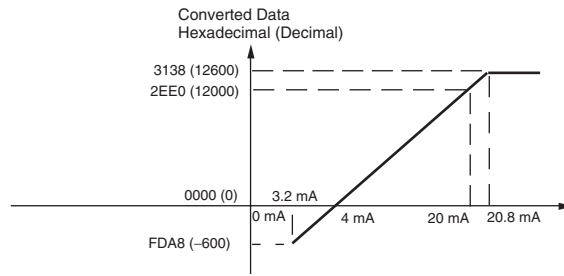 Converted Data
Hexadecimal (Decimal)
3138 (12600)
2EE0 (12000)
0000 (0)
3.2 mA
0 mA
4 mA
20 mA
20.8 mA
FDA8 (−600)